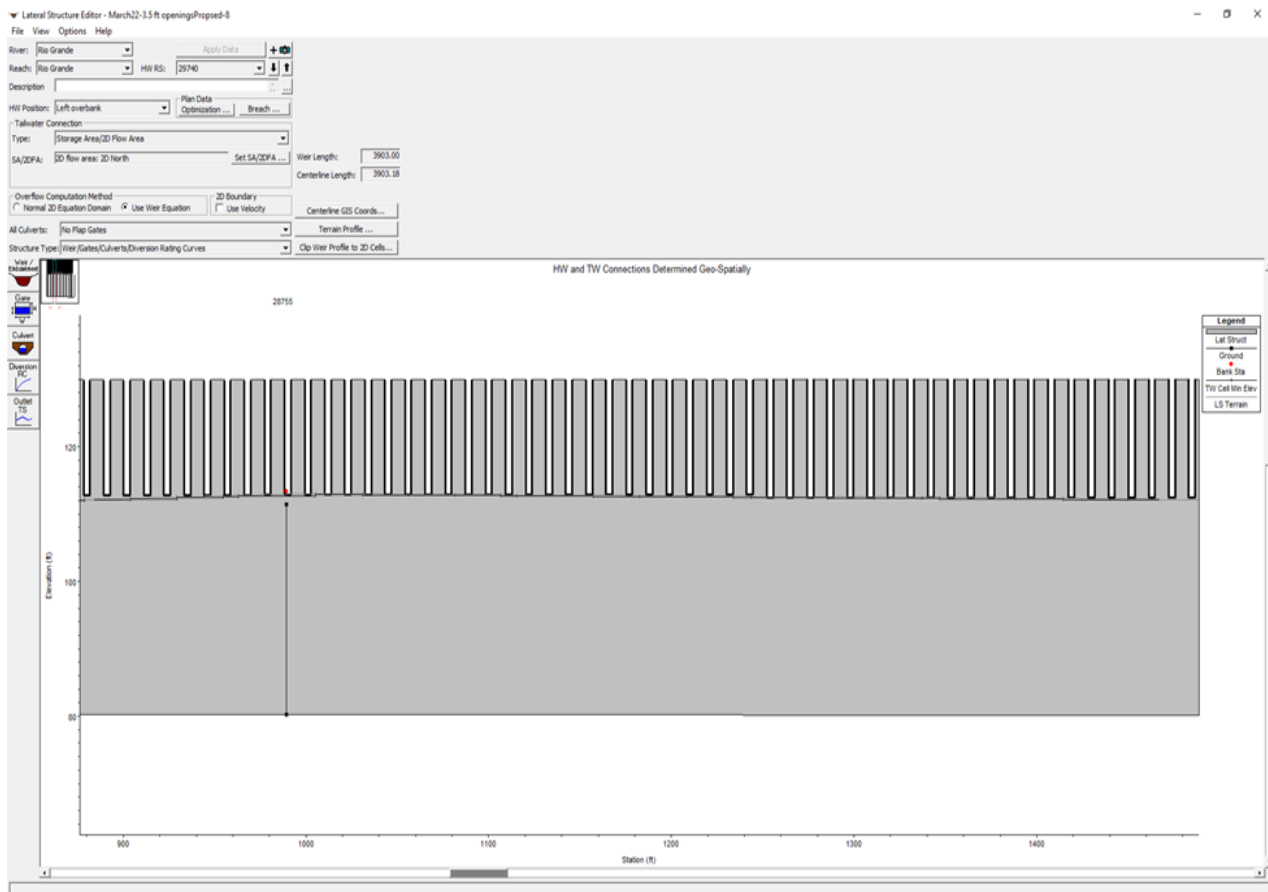 Lateral Structure Editor - March22-3.5 ft openingsPropsed-8
File View Options Help
River: Rio Grande Apply Data
Reach: Rio Grande HW RS: 29740
Description ...
HW Position: Left overbank Plan Data Optimization ... Breach ...
Tailwater Connection
Type: Storage Area/2D Flow Area
SA/2DFA: 2D flow area: 2D North Set SA/2DFA ... Weir Length: 3903.00
Centerline Length: 3903.18
Overflow Computation Method 2D Boundary
Normal 2D Equation Domain Use Weir Equation Use Velocity Centerline GIS Coords...
All Culverts: No Flap Gates Terrain Profile ...
Structure Type: Weir/Gates/Culverts/Diversion Rating Curves Clip Weir Profile to 2D Cells...
Weir / Embankment
Gate
Culvert
Diversion RC
Outlet TS
HW and TW Connections Determined Geo-Spatially
28755
Legend
Lat Struct
Ground
Bank Sta
TW Cell Min Elev
LS Terrain
120
100
80
Elevation (ft)
900 1000 1100 1200 1300 1400
Station (ft)